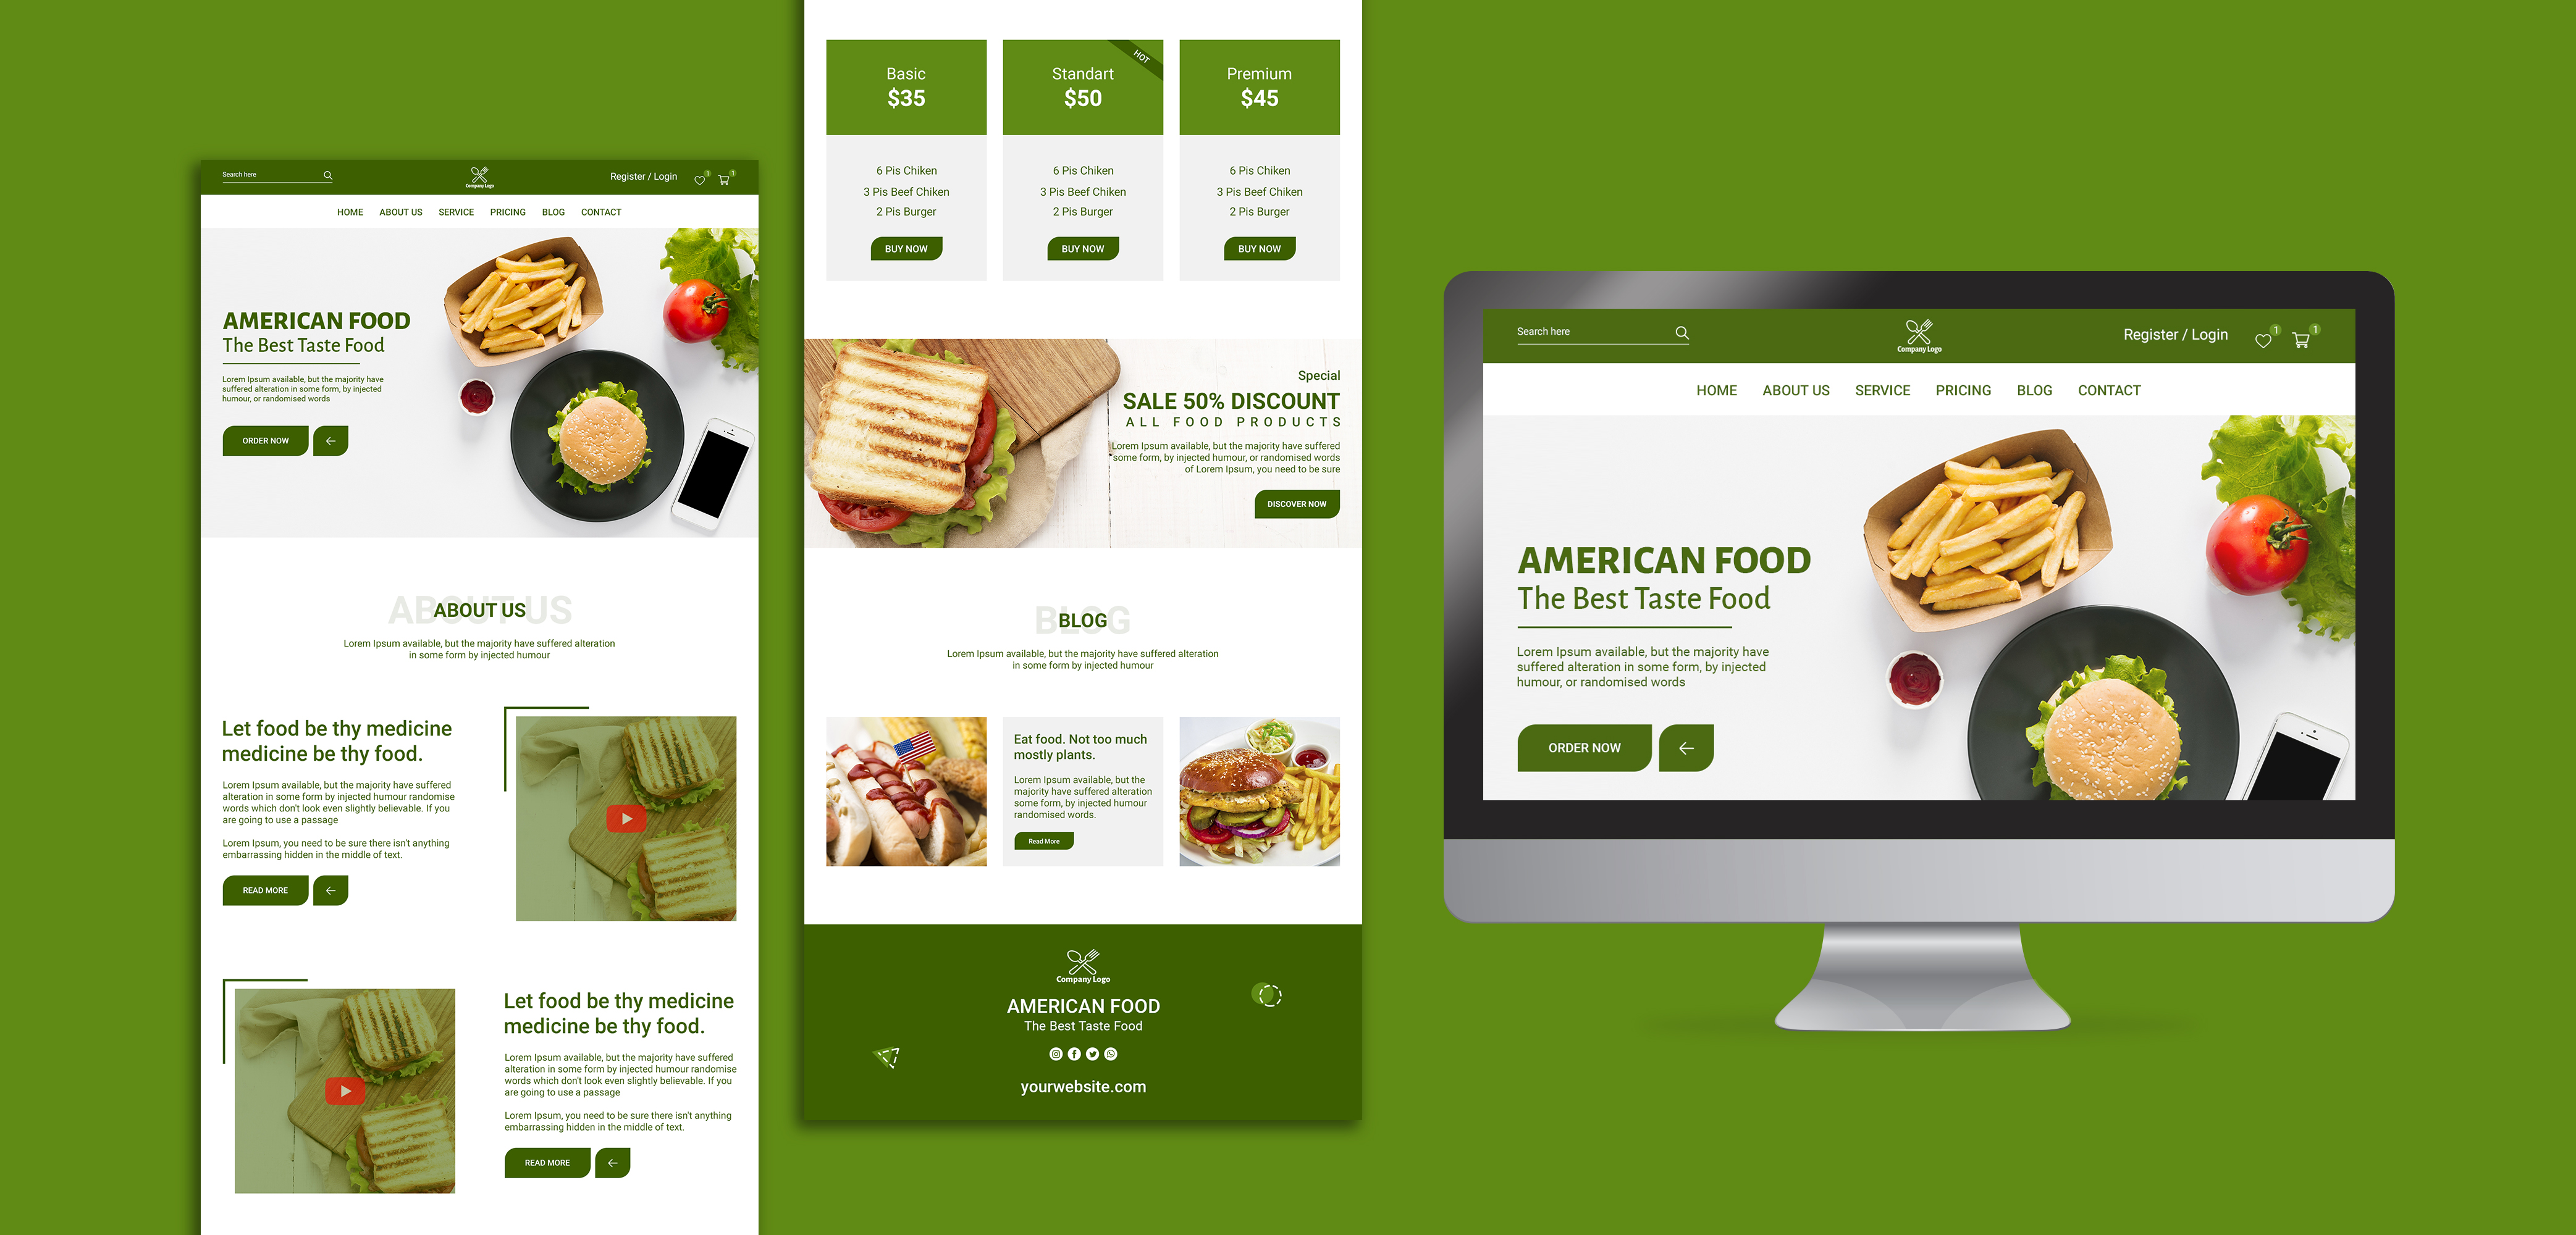 Search here
Company Logo
Register / Login
1
1
HOME ABOUT US SERVICE PRICING BLOG CONTACT
AMERICAN FOOD
The Best Taste Food
Lorem Ipsum available, but the majority have
suffered alteration in some form, by injected
humour, or randomised words
ORDER NOW
ABOUT US
ABOUT US
Lorem Ipsum available, but the majority have suffered alteration
in some form by injected humour
Let food be thy medicine
medicine be thy food.
Lorem Ipsum available, but the majority have suffered
alteration in some form by injected humour randomise
words which don't look even slightly believable. If you
are going to use a passage
Lorem Ipsum, you need to be sure there isn't anything
embarrassing hidden in the middle of text.
READ MORE
Let food be thy medicine
medicine be thy food.
Lorem Ipsum available, but the majority have suffered
alteration in some form by injected humour randomise
words which don't look even slightly believable. If you
are going to use a passage
Lorem Ipsum, you need to be sure there isn't anything
embarrassing hidden in the middle of text.
READ MORE
Basic
$35
6 Pis Chiken
3 Pis Beef Chiken
2 Pis Burger
BUY NOW
HOT
Standart
$50
6 Pis Chiken
3 Pis Beef Chiken
2 Pis Burger
BUY NOW
Premium
$45
6 Pis Chiken
3 Pis Beef Chiken
2 Pis Burger
BUY NOW
Special
SALE 50% DISCOUNT
ALL FOOD PRODUCTS
Lorem Ipsum available, but the majority have suffered
some form, by injected humour, or randomised words
of Lorem Ipsum, you need to be sure
DISCOVER NOW
BLOG
BLOG
Lorem Ipsum available, but the majority have suffered alteration
in some form by injected humour
Eat food. Not too much
mostly plants.
Lorem Ipsum available, but the
majority have suffered alteration
some form, by injected humour
randomised words.
Read More
Company Logo
AMERICAN FOOD
The Best Taste Food
yourwebsite.com
Search here
Company Logo
Register / Login
1
1
HOME ABOUT US SERVICE PRICING BLOG CONTACT
AMERICAN FOOD
The Best Taste Food
Lorem Ipsum available, but the majority have
suffered alteration in some form, by injected
humour, or randomised words
ORDER NOW